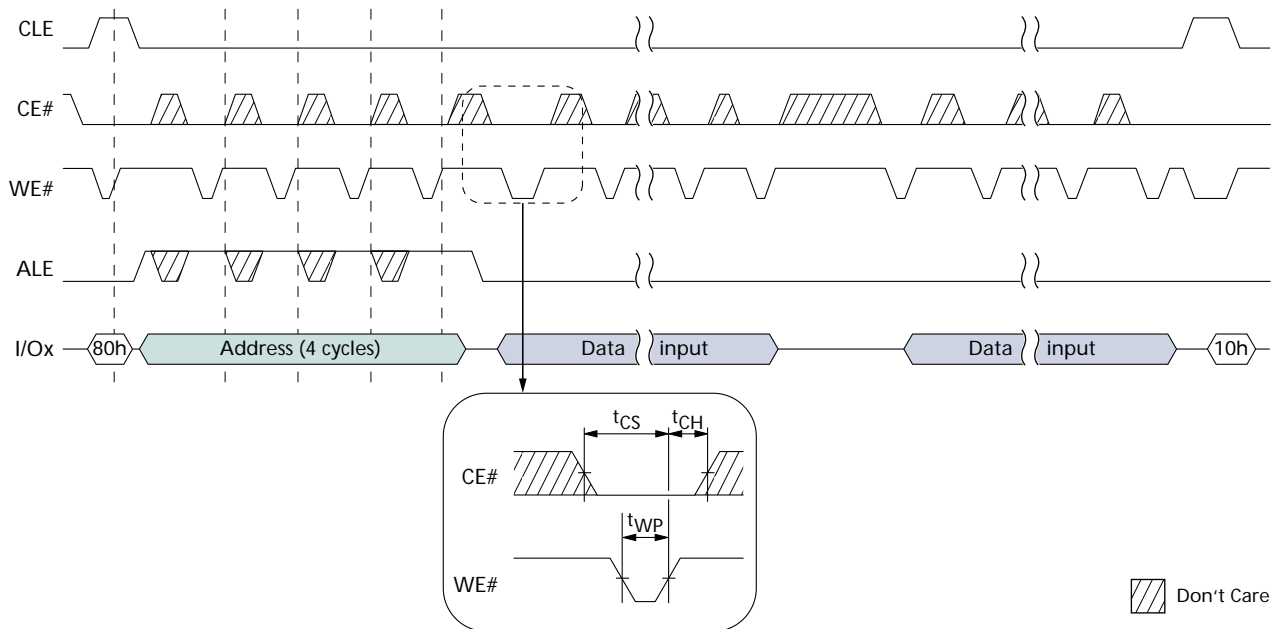 CLE
CE#
WE#
ALE
I/Ox
80h
Address (4 cycles)
Data input
Data input
10h
tCS
tCH
CE#
tWP
WE#
Don't Care